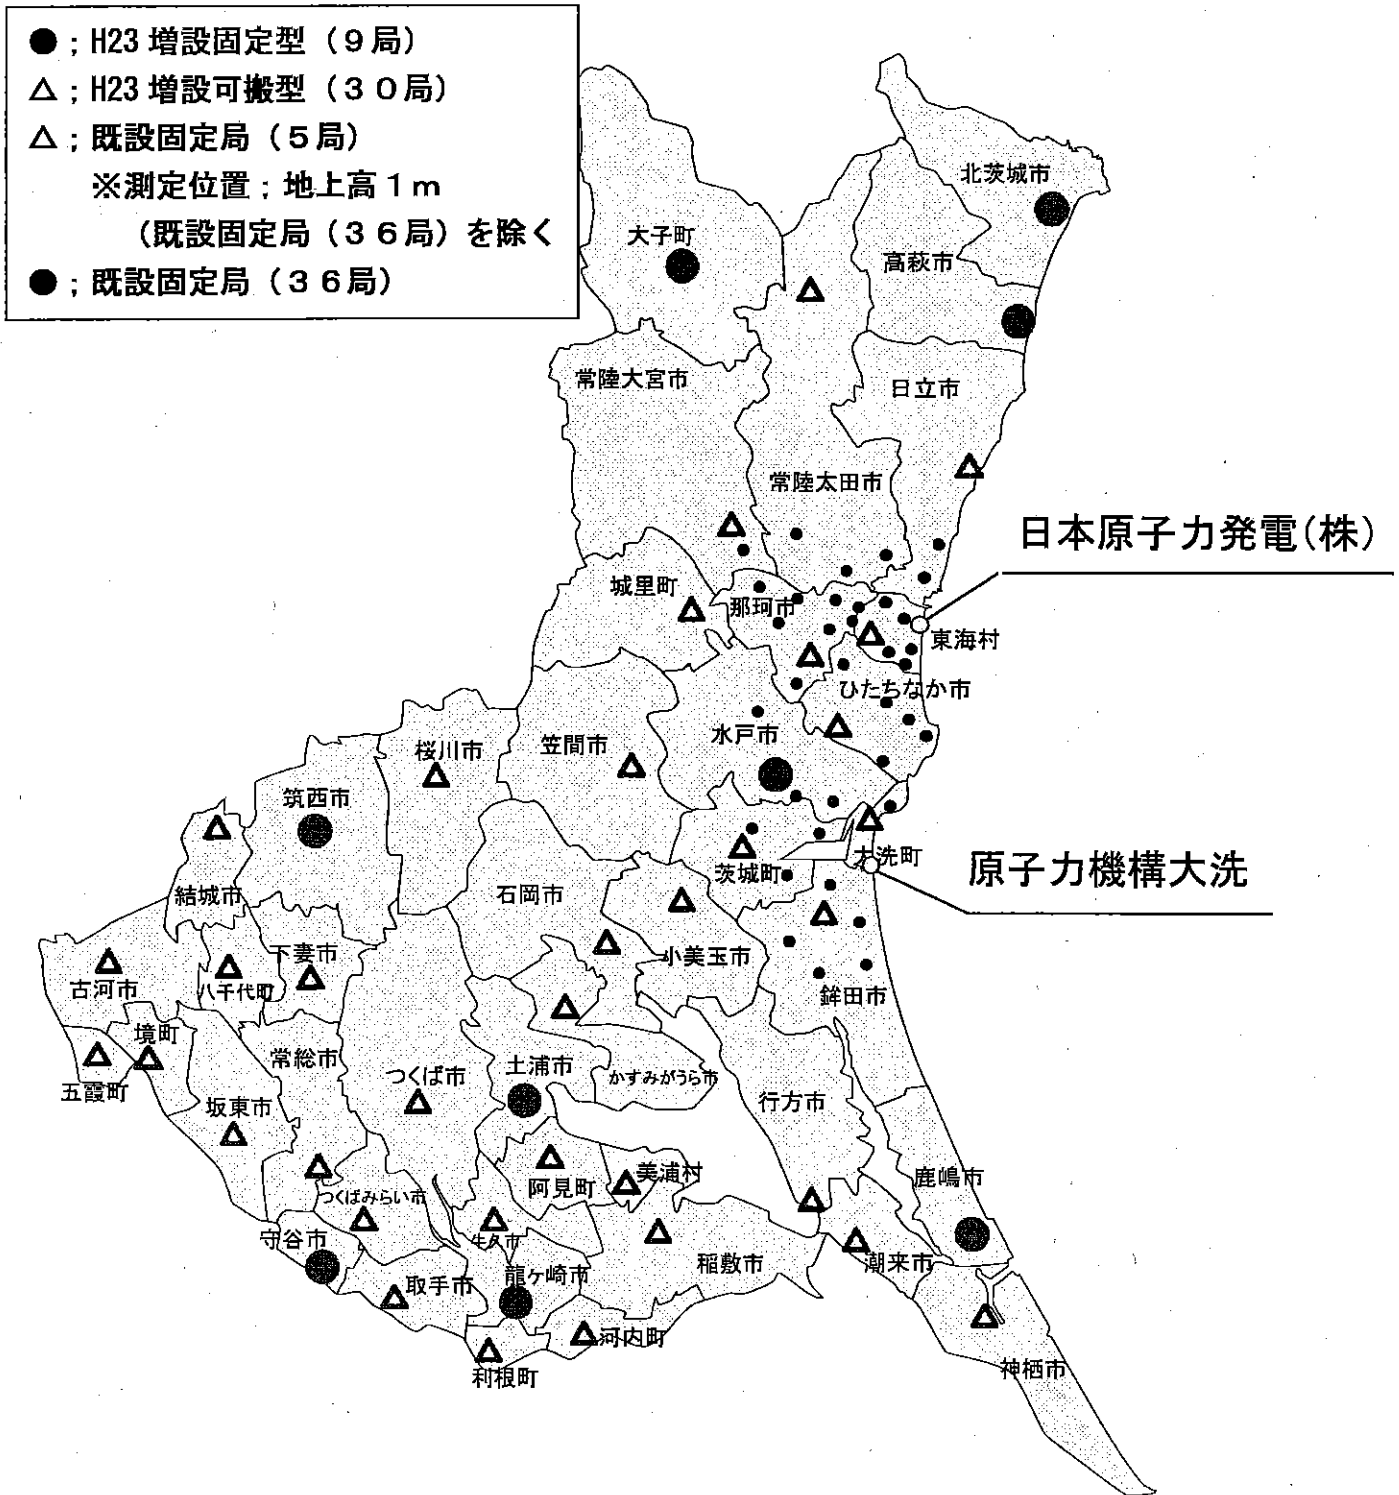 ●；H23 増設固定型（９局）
△；H23 増設可搬型（３０局）
△；既設固定局（５局）
※測定位置；地上高１ｍ
（既設固定局（３６局）を除く
●；既設固定局（３６局）
北茨城市
大子町
高萩市
常陸大宮市
日立市
常陸太田市
日本原子力発電(株)
城里町
那珂市
東海村
ひたちなか市
水戸市
笠間市
桜川市
筑西市
大洗町
原子力機構大洗
茨城町
石岡市
結城市
下妻市
小美玉市
古河市
八千代町
鉾田市
境町
常総市
つくば市
土浦市
かすみがうら市
五霞町
坂東市
行方市
美浦村
阿見町
鹿嶋市
つくばみらい市
守谷市
牛久市
稲敷市
潮来市
取手市
龍ヶ崎市
河内町
利根町
神栖市